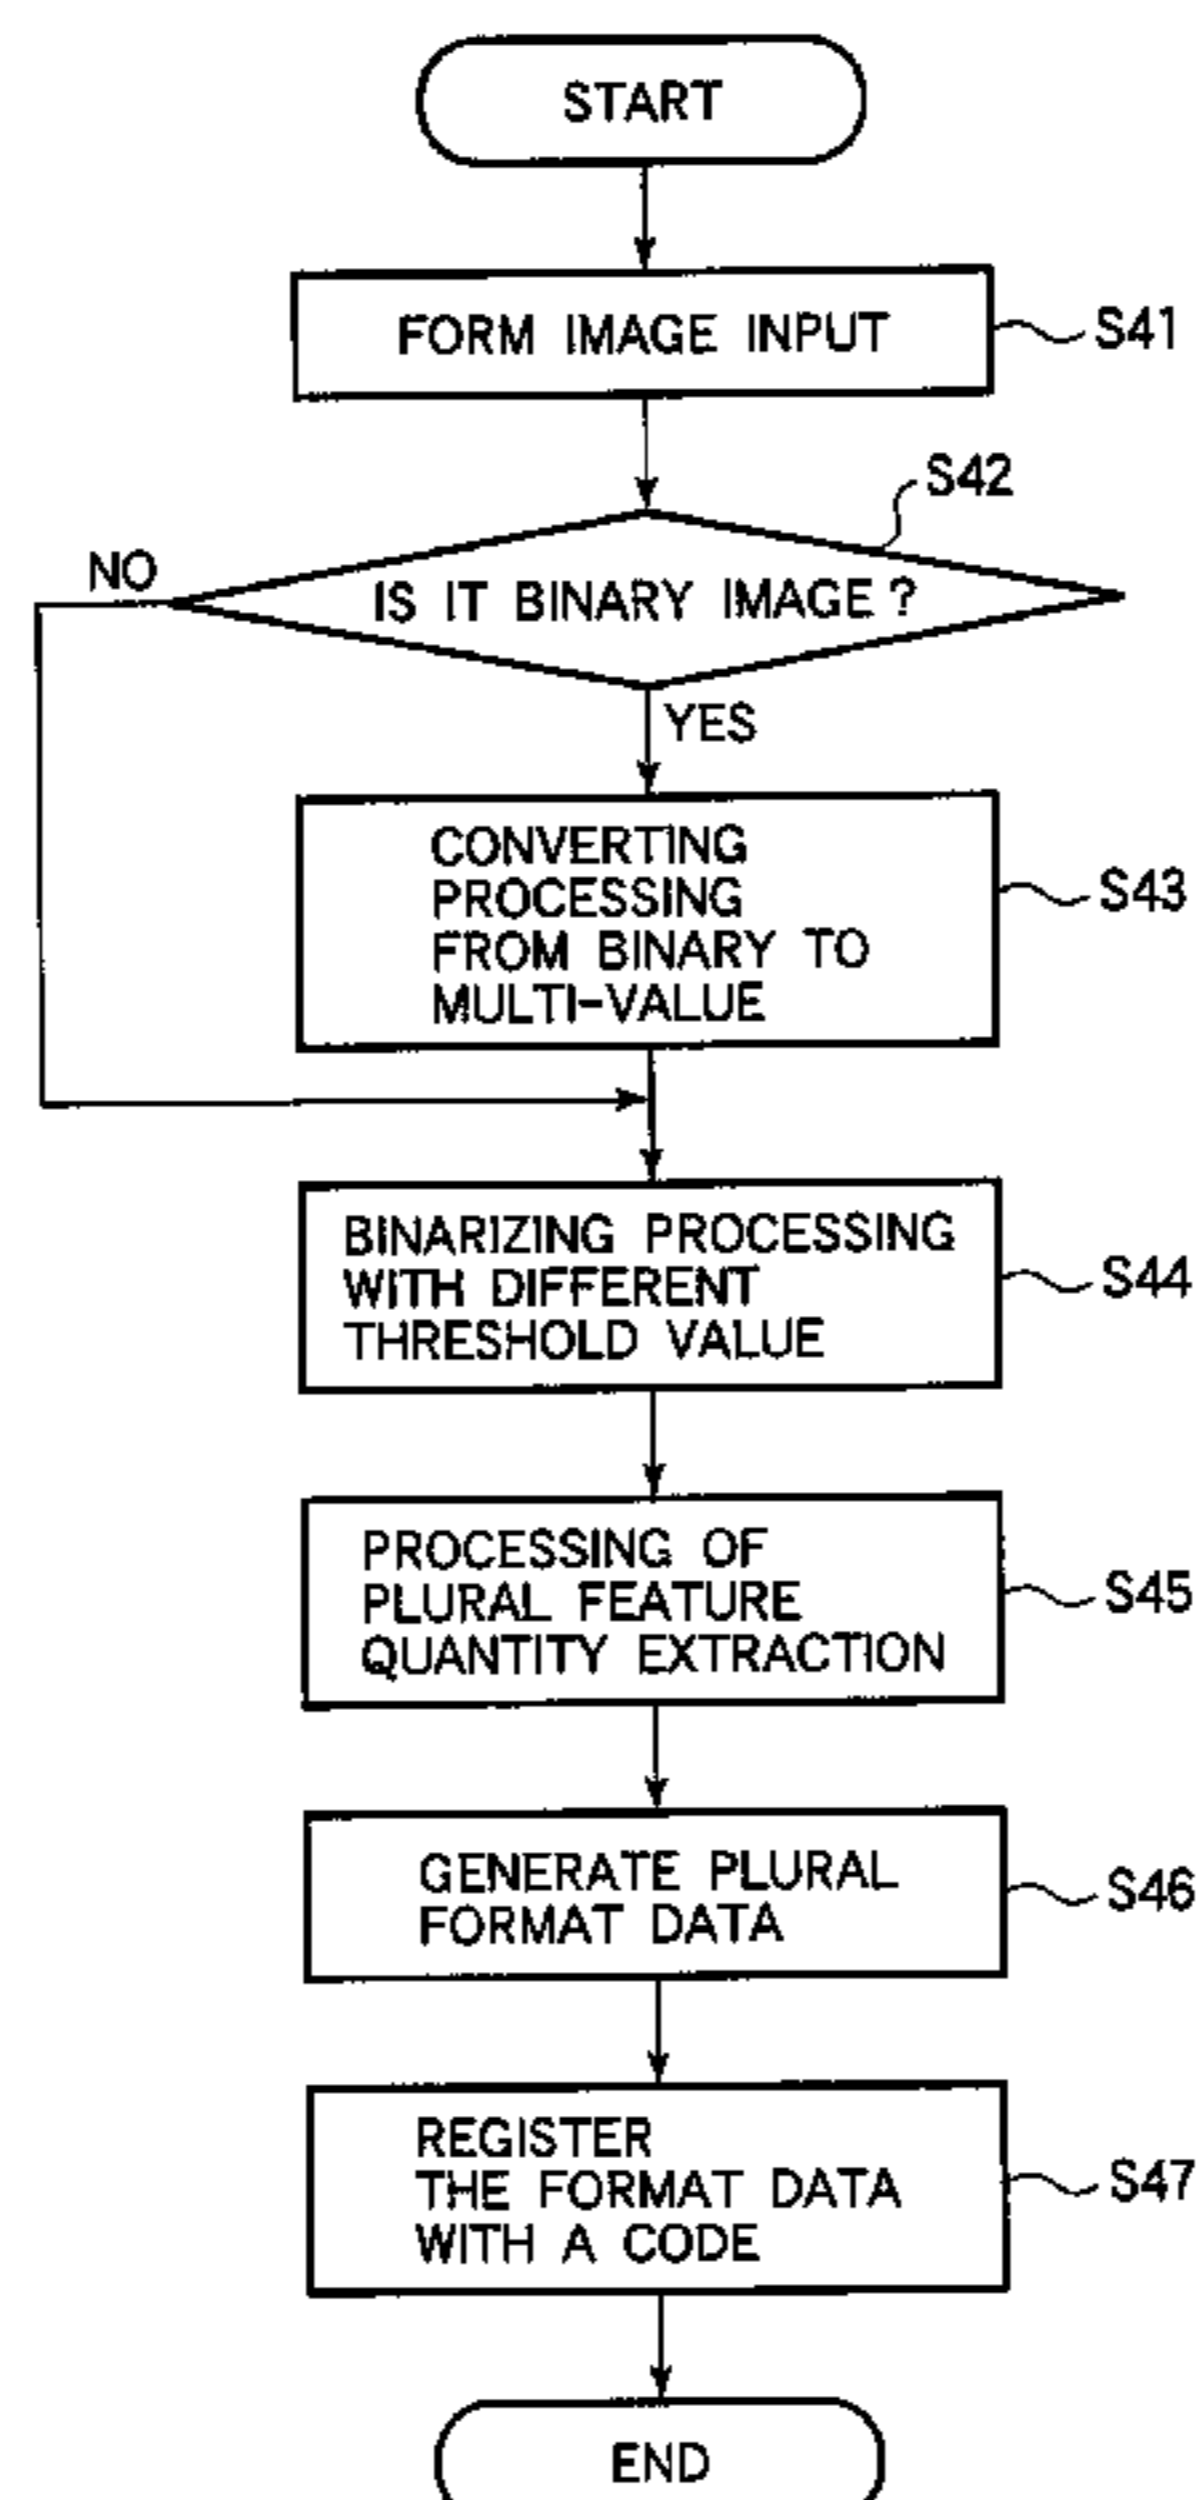 START
FORM IMAGE INPUT
S41
S42
NO
IS IT BINARY IMAGE?
YES
CONVERTING
PROCESSING
FROM BINARY TO
MULTI-VALUE
S43
BINARIZING PROCESSING
WITH DIFFERENT
THRESHOLD VALUE
S44
PROCESSING OF
PLURAL FEATURE
QUANTITY EXTRACTION
S45
GENERATE PLURAL
FORMAT DATA
S46
REGISTER
THE FORMAT DATA
WITH A CODE
S47
END